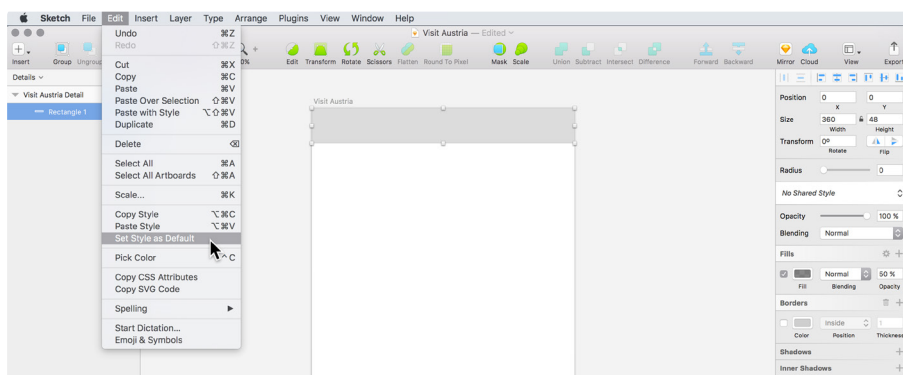 Sketch File Edit Insert Layer Type Arrange Plugins View Window Help
Visit Austria — Edited
Insert Group Ungroup Edit Transform Rotate Scissors Flatten Round To Pixel Mask Scale Union Subtract Intersect Difference Forward Backward Mirror Cloud View Export
Undo ⌘Z
Redo ⇧⌘Z
Cut ⌘X
Copy ⌘C
Paste ⌘V
Paste Over Selection ⇧⌘V
Paste with Style ⌥⇧⌘V
Duplicate ⌘D
Delete ⌫
Select All ⌘A
Select All Artboards ⇧⌘A
Scale... ⌘K
Copy Style ⌥⌘C
Paste Style ⌥⌘V
Set Style as Default
Pick Color ^C
Copy CSS Attributes
Copy SVG Code
Spelling ▶
Start Dictation...
Emoji & Symbols
Details
Visit Austria Detail
Rectangle 1
Visit Austria
Position 0 0
X Y
Size 360 48
Width Height
Transform 0º
Rotate Flip
Radius 0
No Shared Style
Opacity 100 %
Blending Normal
Fills
Normal 50 %
Fill Blending Opacity
Borders
Inside 1
Color Position Thickness
Shadows
Inner Shadows